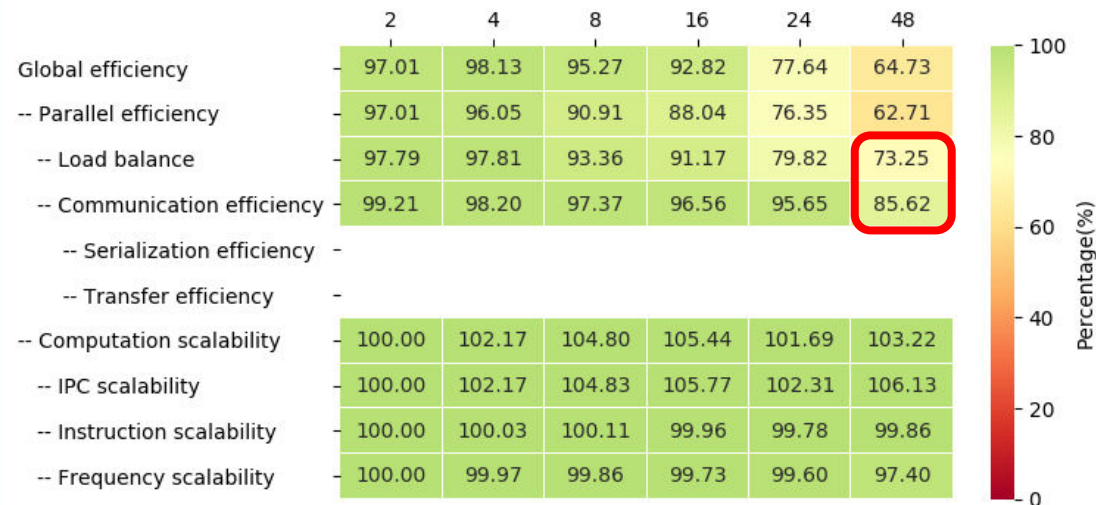 2 4 8 16 24 48
Global efficiency 97.01 98.13 95.27 92.82 77.64 64.73
-- Parallel efficiency 97.01 96.05 90.91 88.04 76.35 62.71
-- Load balance 97.79 97.81 93.36 91.17 79.82 73.25
-- Communication efficiency 99.21 98.20 97.37 96.56 95.65 85.62
-- Serialization efficiency
-- Transfer efficiency
-- Computation scalability 100.00 102.17 104.80 105.44 101.69 103.22
-- IPC scalability 100.00 102.17 104.83 105.77 102.31 106.13
-- Instruction scalability 100.00 100.03 100.11 99.96 99.78 99.86
-- Frequency scalability 100.00 99.97 99.86 99.73 99.60 97.40
100
80
60
40
20
0
Percentage(%)